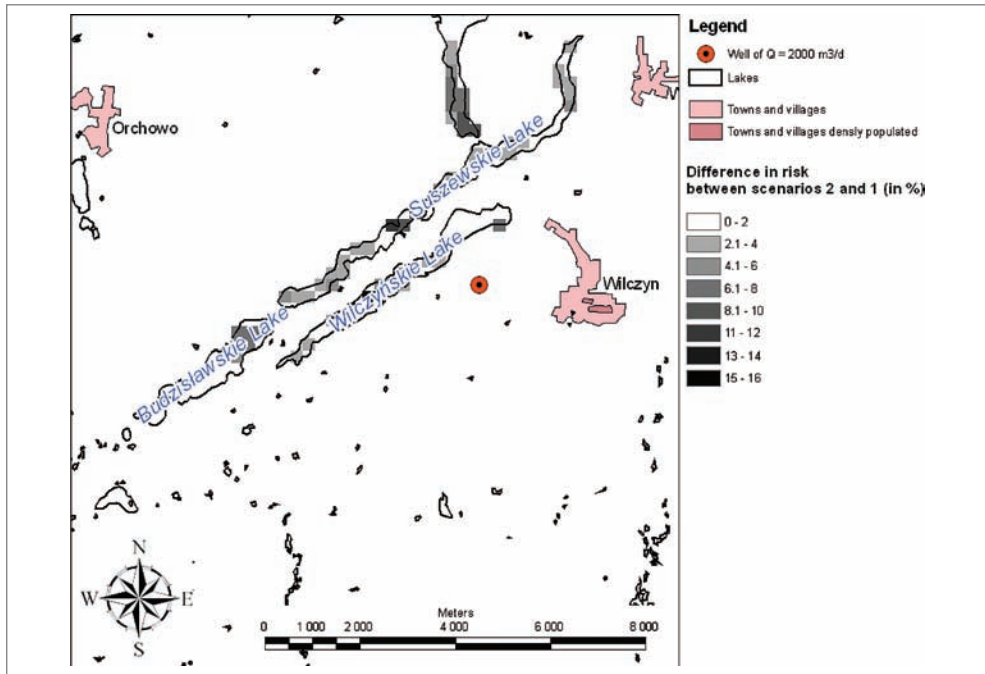 Legend
Well of Q = 2000 m3/d
Lakes
Towns and villages
Towns and villages densly populated
Difference in risk
between scenarios 2 and 1 (in %)
0 - 2
2.1 - 4
4.1 - 6
6.1 - 8
8.1 - 10
11 - 12
13 - 14
15 - 16
Orchowo
Suszewskie Lake
Wilczyńskie Lake
Wilczyn
Budzisławskie Lake
N
W E
S
Meters
0 1 000 2 000 4 000 6 000 8 000